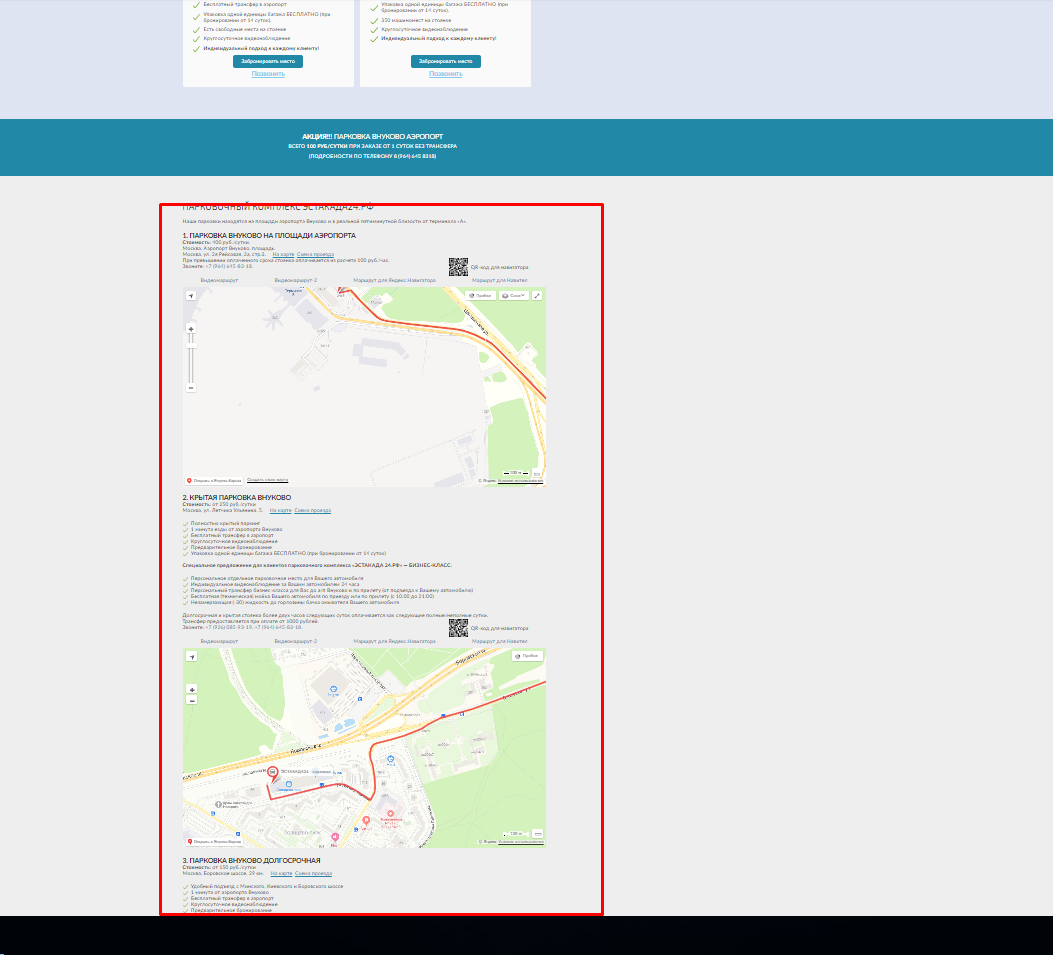 Бесплатный трансфер в аэропорт
Упаковка одной единицы багажа БЕСПЛАТНО (при
бронировании от 14 суток).
Есть свободные места на стоянке
Круглосуточное видеонаблюдение
Индивидуальный подход к каждому клиенту!
Забронировать место
Позвонить
Упаковка одной единицы багажа БЕСПЛАТНО (при
бронировании от 14 суток).
350 машиномест на стоянке
Круглосуточное видеонаблюдение
Индивидуальный подход к каждому клиенту!
Забронировать место
Позвонить
АКЦИЯ!!! ПАРКОВКА ВНУКОВО АЭРОПОРТ
ВСЕГО 100 РУБ/СУТКИ ПРИ ЗАКАЗЕ ОТ 1 СУТОК БЕЗ ТРАНСФЕРА
(ПОДРОБНОСТИ ПО ТЕЛЕФОНУ 8 (964) 645 8318)
ПАРКОВОЧНЫЙ КОМПЛЕКС ЭСТАКАДА24.РФ
Наши парковки находятся на площади аэропорта Внуково и в реальной пятиминутной близости от терминала «А».
1. ПАРКОВКА ВНУКОВО НА ПЛОЩАДИ АЭРОПОРТА
Стоимость: 400 руб./сутки.
Москва. Аэропорт Внуково, площадь.
Москва, ул. 2я Рейсовая, 2а, стр.3. На карте Схема проезда
При превышении оплаченного срока стоянка оплачивается из расчета 100 руб./час.
Звоните: +7 (964) 645-83-18.
QR-код для навигатора
Видеомаршрут Видеомаршрут-2 Маршрут для Яндекс.Навигатора Маршрут для Навител
Пробки
Слои
Открыть в Яндекс.Картах
Создать свою карту
© Яндекс Условия использования
2. КРЫТАЯ ПАРКОВКА ВНУКОВО
Стоимость: от 250 руб./сутки
Москва, ул. Летчика Ульянина, 5. На карте Схема проезда
Полностью крытый паркинг
1 минута езды от аэропорта Внуково
Бесплатный трансфер в аэропорт
Круглосуточное видеонаблюдение
Предварительное бронирование
Упаковка одной единицы багажа БЕСПЛАТНО (при бронировании от 14 суток)
Специальное предложение для клиентов парковочного комплекса «ЭСТАКАДА 24.РФ» — БИЗНЕС-КЛАСС:
Персональное отдельное парковочное место для Вашего автомобиля
Индивидуальное видеонаблюдение за Вашим автомобилем 24 часа
Персональный трансфер бизнес-класса для Вас до а/п Внуково и по прилету (от подъезда к Вашему автомобилю)
Бесплатная (техническая) мойка Вашего автомобиля по приезду или по прилету (с 10:00 до 21:00)
Незамерзающая (-30) жидкость до горловины бачка омывателя Вашего автомобиля
Долгосрочная и крытая стоянка более двух часов следующих суток оплачивается как следующие полные неполные сутки.
Трансфер предоставляется при оплате от 1000 рублей.
Звоните: +7 (926) 085-93-19, +7 (964) 645-83-18.
QR-код для навигатора
Видеомаршрут Видеомаршрут-2 Маршрут для Яндекс.Навигатора Маршрут для Навител
Пробки
ЭСТАКАДА24
Открыть в Яндекс.Картах
© Яндекс Условия использования
3. ПАРКОВКА ВНУКОВО ДОЛГОСРОЧНАЯ
Стоимость: от 150 руб./сутки
Москва. Боровское шоссе, 29 км. На карте Схема проезда
Удобный подъезд с Минского, Киевского и Боровского шоссе
1 минута от аэропорта Внуково
Бесплатный трансфер в аэропорт
Круглосуточное видеонаблюдение
Предварительное бронирование